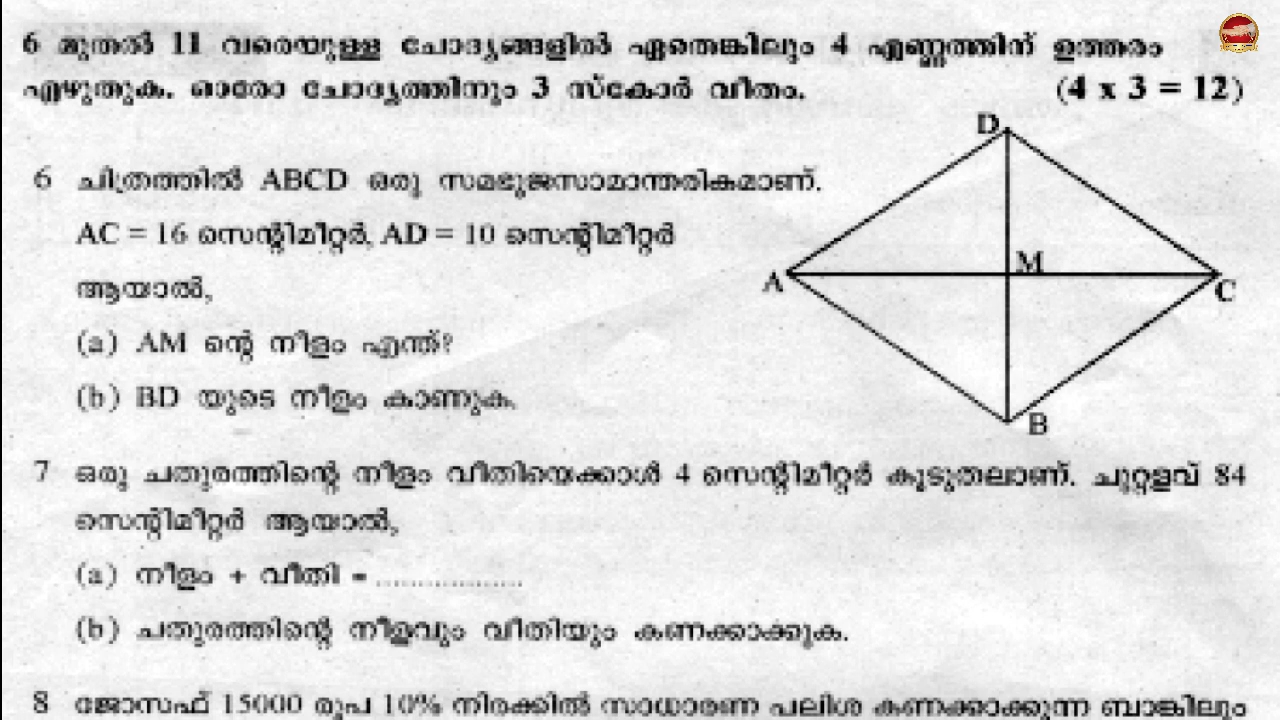 6 മുതൽ 11 വരെയുള്ള ചോദ്യങ്ങളിൽ ഏതെങ്കിലും 4 എണ്ണത്തിന് ഉത്തരം
എഴുതുക. ഓരോ ചോദ്യത്തിനും 3 സ്കോർ വീതം. (4 x 3 = 12)
D
6 ചിത്രത്തിൽ ABCD ഒരു സമഭുജസാമാന്തരികമാണ്.
AC = 16 സെന്റിമീറ്റർ, AD = 10 സെന്റിമീറ്റർ
M
A
C
ആയാൽ,
(a) AM ന്റെ നീളം എന്ത്?
(b) BD യുടെ നീളം കാണുക.
B
7 ഒരു ചതുരത്തിന്റെ നീളം വീതിയെക്കാൾ 4 സെന്റിമീറ്റർ കൂടുതലാണ്. ചുറ്റളവ് 84
സെന്റിമീറ്റർ ആയാൽ,
(a) നീളം + വീതി = ....................
(b) ചതുരത്തിന്റെ നീളവും വീതിയും കണക്കാക്കുക.
8 ജോസഫ് 15000 രൂപ 10% നിരക്കിൽ സാധാരണ പലിശ കണക്കാക്കുന്ന ബാങ്കിലും